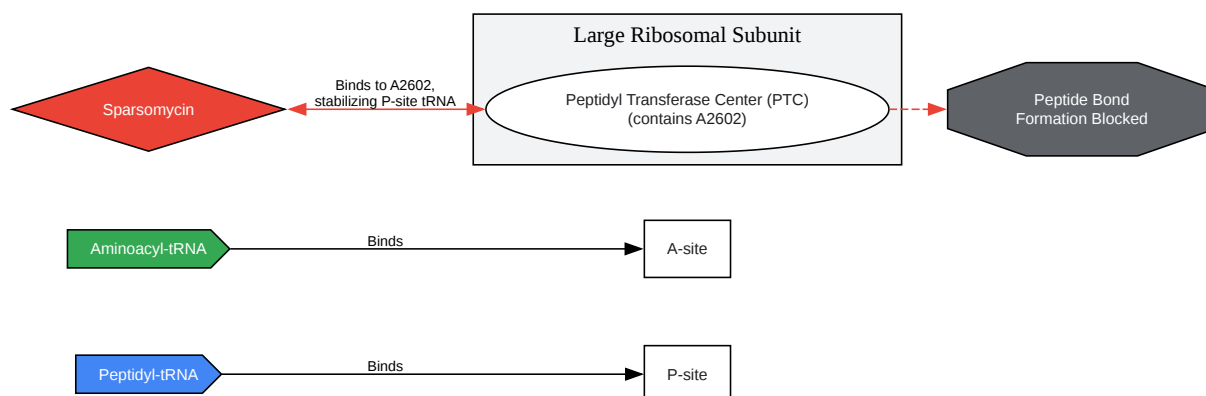 Large Ribosomal Subunit
Sparsomycin
Binds to A2602,
stabilizing P-site tRNA
Peptidyl Transferase Center (PTC)
(contains A2602)
Peptide Bond
Formation Blocked
Aminoacyl-tRNA
Binds
A-site
Peptidyl-tRNA
Binds
P-site